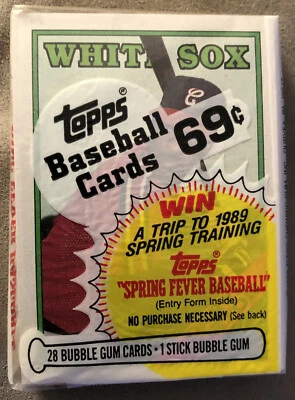 WHITE SOX
C
topps
Baseball
Cards
69¢
WIN
A TRIP TO 1989
SPRING TRAINING
topps
"SPRING FEVER BASEBALL"
(Entry Form Inside)
NO PURCHASE NECESSARY (See back)
28 BUBBLE GUM CARDS • 1 STICK BUBBLE GUM